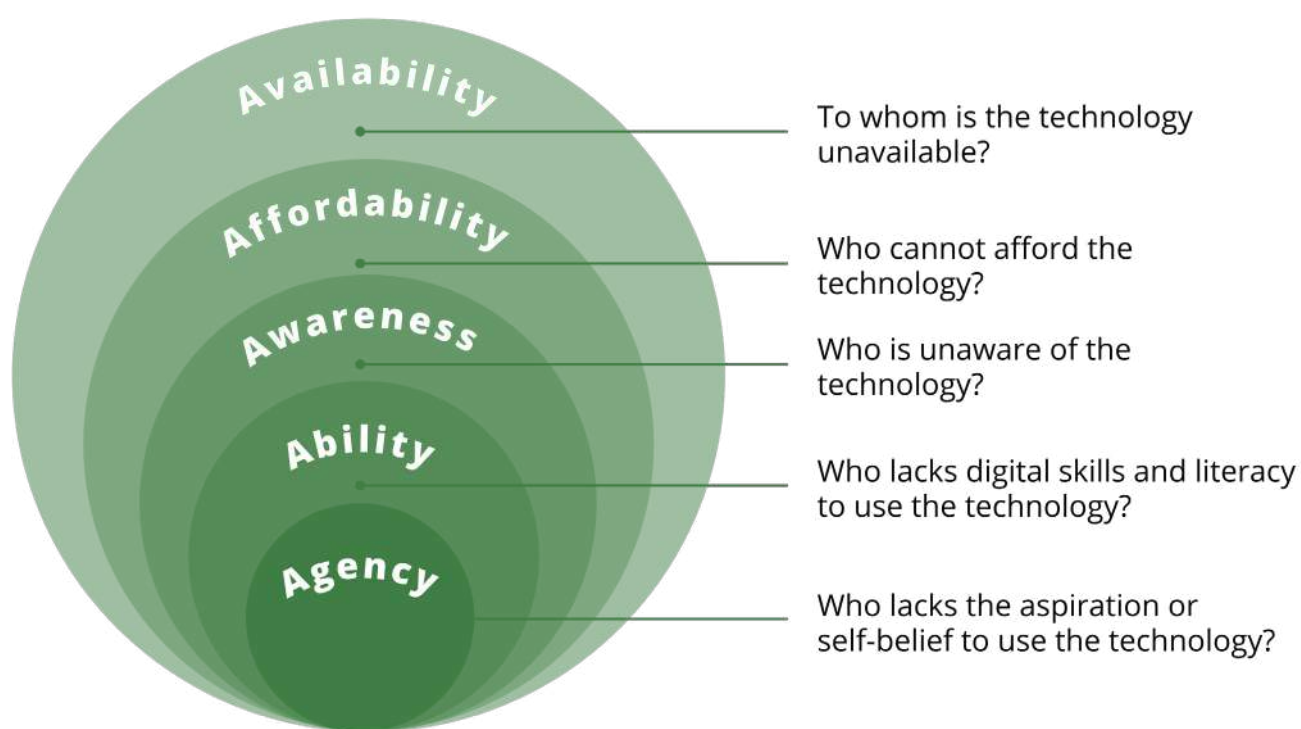 Availability
To whom is the technology
unavailable?
Affordability
Who cannot afford the
technology?
Awareness
Who is unaware of the
technology?
Ability
Who lacks digital skills and literacy
to use the technology?
Agency
Who lacks the aspiration or
self-belief to use the technology?